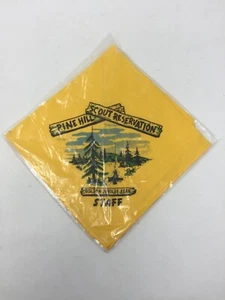 PINE HILL
SCOUT RESERVATION
STAFF